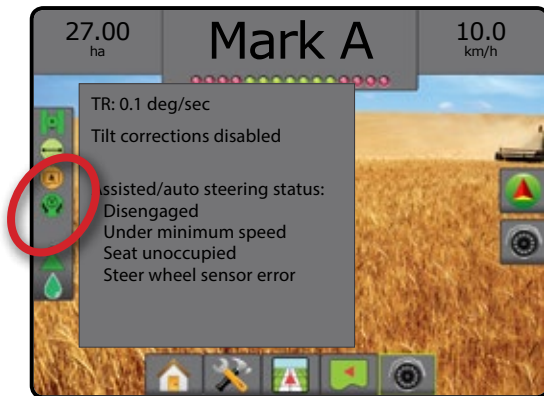 27.00
ha
Mark A
10.0
km/h
TR: 0.1 deg/sec
Tilt corrections disabled
Assisted/auto steering status:
Disengaged
Under minimum speed
Seat unoccupied
Steer wheel sensor error